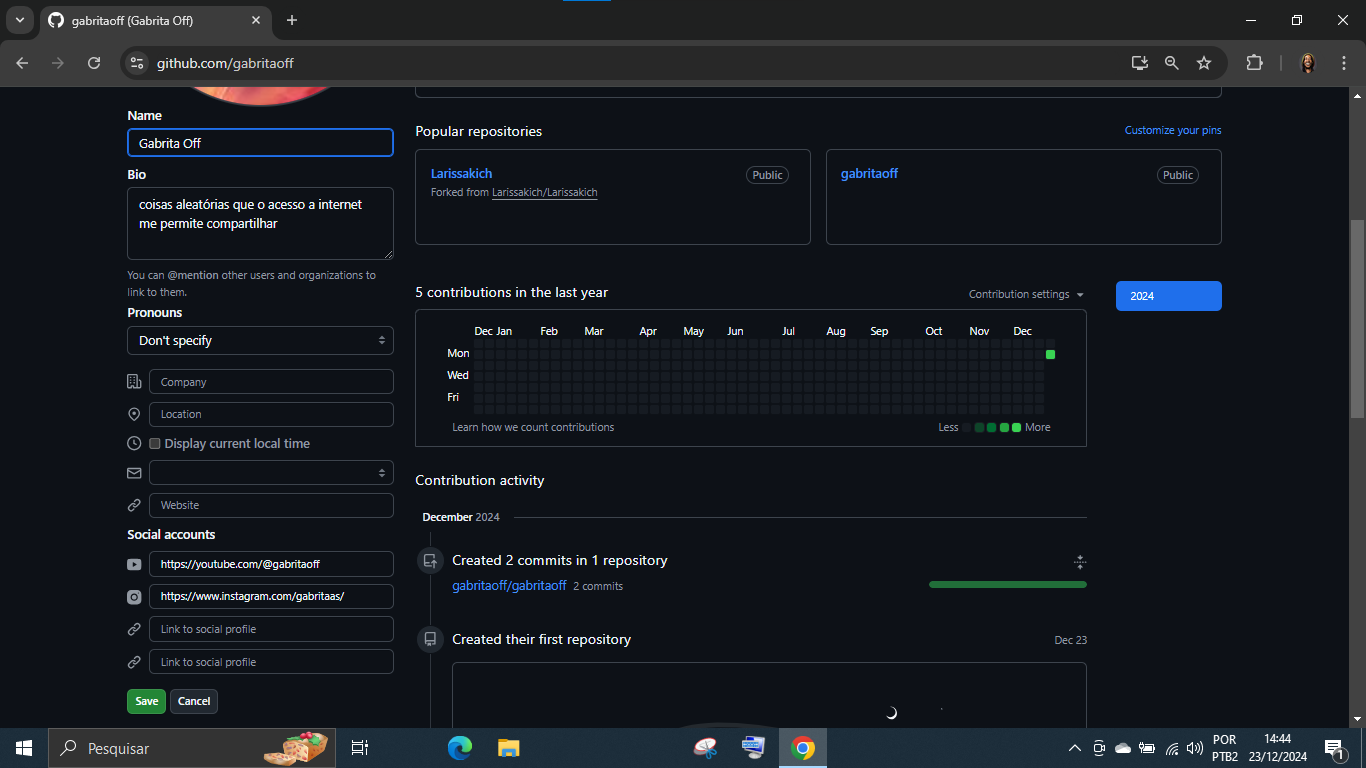 gabritaoff (Gabrita Off)
github.com/gabritaoff
Name
Gabrita Off
Bio
coisas aleatórias que o acesso a internet
me permite compartilhar
You can @mention other users and organizations to
link to them.
Pronouns
Don't specify
Company
Location
Display current local time
Website
Social accounts
https://youtube.com/@gabritaoff
https://www.instagram.com/gabritaas/
Link to social profile
Link to social profile
Save Cancel
Popular repositories
Customize your pins
Larissakich Public
Forked from Larissakich/Larissakich
gabritaoff Public
5 contributions in the last year
Contribution settings
2024
Dec Jan Feb Mar Apr May Jun Jul Aug Sep Oct Nov Dec
Mon
Wed
Fri
Learn how we count contributions
Less More
Contribution activity
December 2024
Created 2 commits in 1 repository
gabritaoff/gabritaoff 2 commits
Created their first repository
Dec 23
Pesquisar
POR
PTB2
14:44
23/12/2024
1